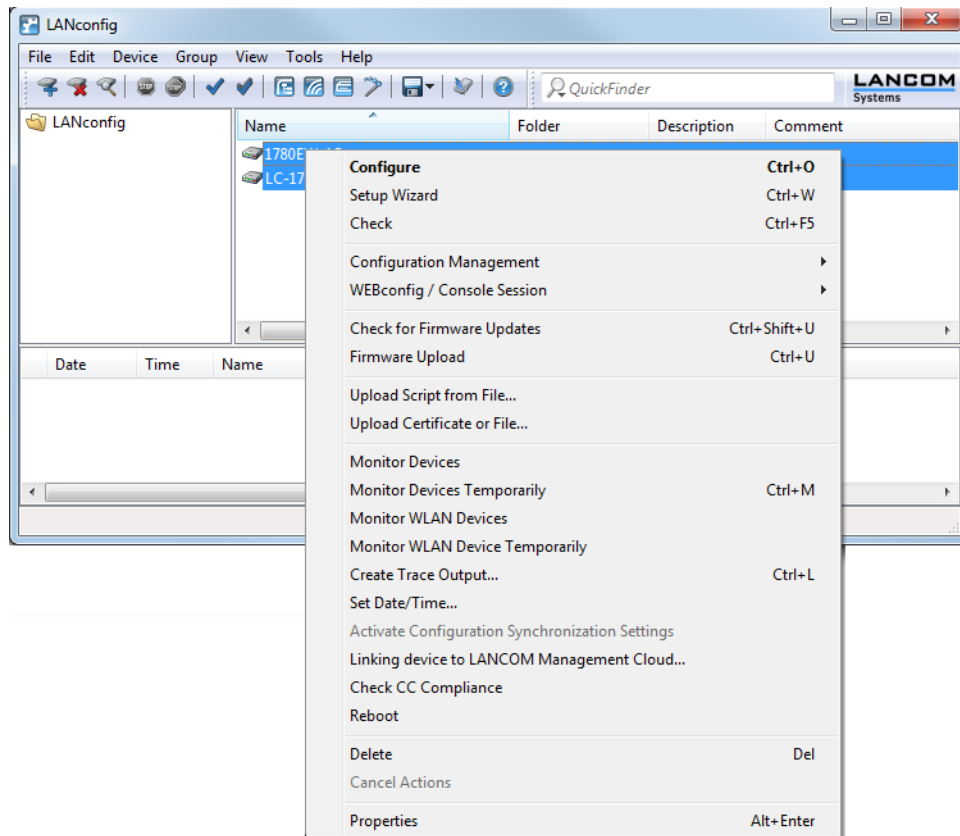 LANconfig
File Edit Device Group View Tools Help
QuickFinder
LANCOM
Systems
LANconfig
Name Folder Description Comment
LC-17
Configure Ctrl+O
Setup Wizard Ctrl+W
Check Ctrl+F5
Configuration Management
WEBconfig / Console Session
Check for Firmware Updates Ctrl+Shift+U
Firmware Upload Ctrl+U
Upload Script from File...
Upload Certificate or File...
Monitor Devices
Monitor Devices Temporarily Ctrl+M
Monitor WLAN Devices
Monitor WLAN Device Temporarily
Create Trace Output... Ctrl+L
Set Date/Time...
Activate Configuration Synchronization Settings
Linking device to LANCOM Management Cloud...
Check CC Compliance
Reboot
Delete Del
Cancel Actions
Properties Alt+Enter
Date Time Name